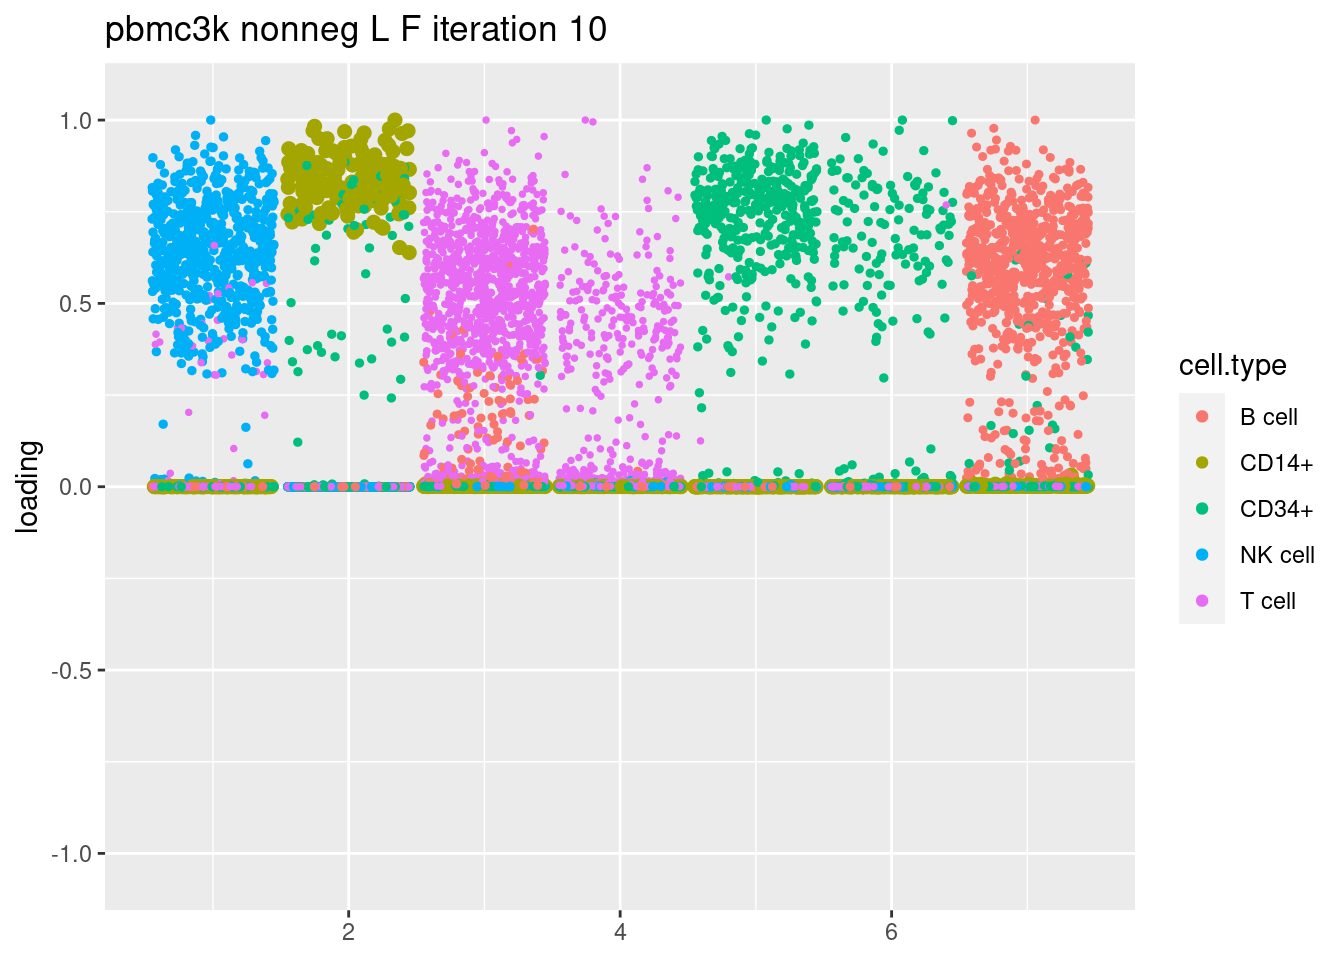 pbmc3k nonneg L F iteration 10
1.0
0.5
0.0
-0.5
-1.0
loading
2
4
6
cell.type
B cell
CD14+
CD34+
NK cell
T cell